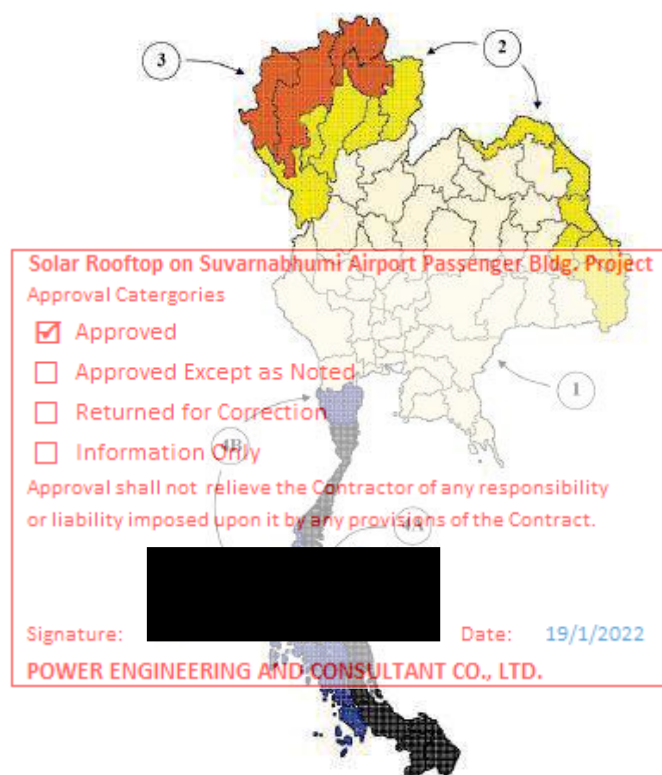 3
2
Solar Rooftop on Suvarnabhumi Airport Passenger Bldg. Project
Approval Catergories
Approved
Approved Except as Noted
1
Returned for Correction
4B
Information Only
Approval shall not relieve the Contractor of any responsibility
or liability imposed upon it by any provisions of the Contract.
4A
Signature:
Date: 19/1/2022
POWER ENGINEERING AND CONSULTANT CO., LTD.